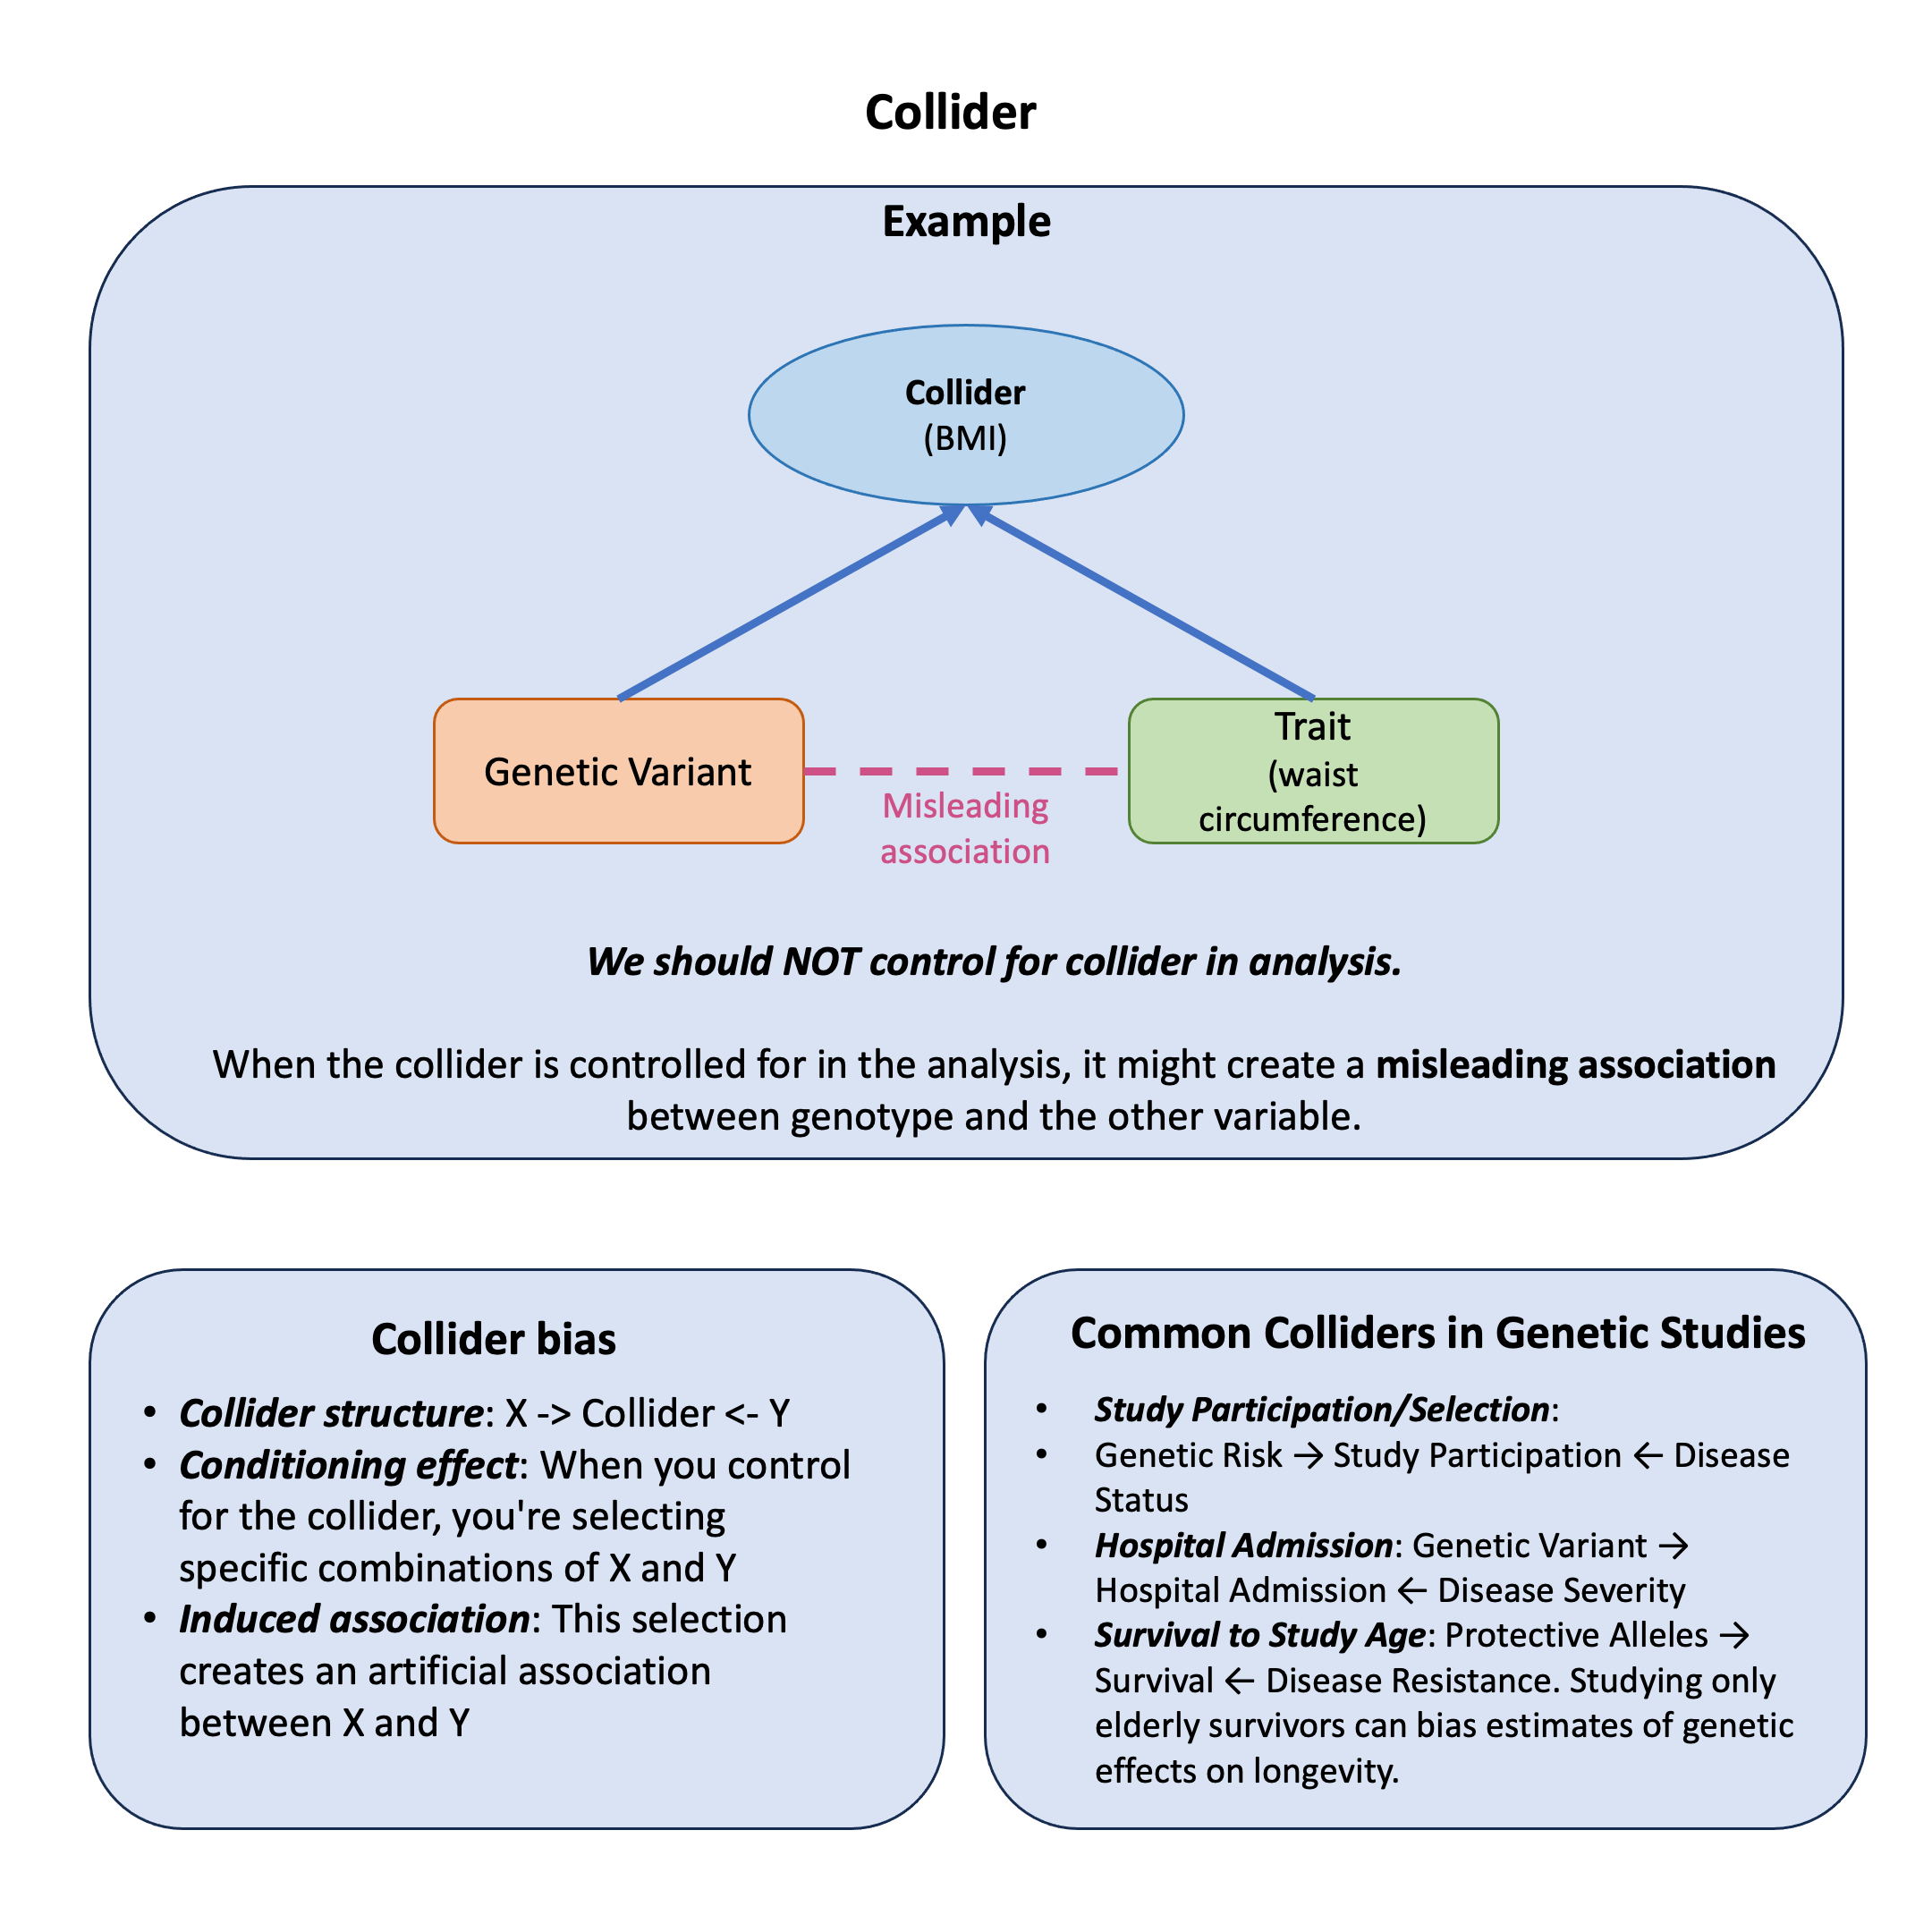 Collider
Example
Collider
(BMI)
Genetic Variant
Misleading
association
Trait
(waist
circumference)
We should NOT control for collider in analysis.
When the collider is controlled for in the analysis, it might create a misleading association
between genotype and the other variable.
Collider bias
• Collider structure: X -> Collider <- Y
• Conditioning effect: When you control
for the collider, you're selecting
specific combinations of X and Y
• Induced association: This selection
creates an artificial association
between X and Y
Common Colliders in Genetic Studies
• Study Participation/Selection:
• Genetic Risk → Study Participation ← Disease
Status
• Hospital Admission: Genetic Variant →
Hospital Admission ← Disease Severity
• Survival to Study Age: Protective Alleles →
Survival ← Disease Resistance. Studying only
elderly survivors can bias estimates of genetic
effects on longevity.